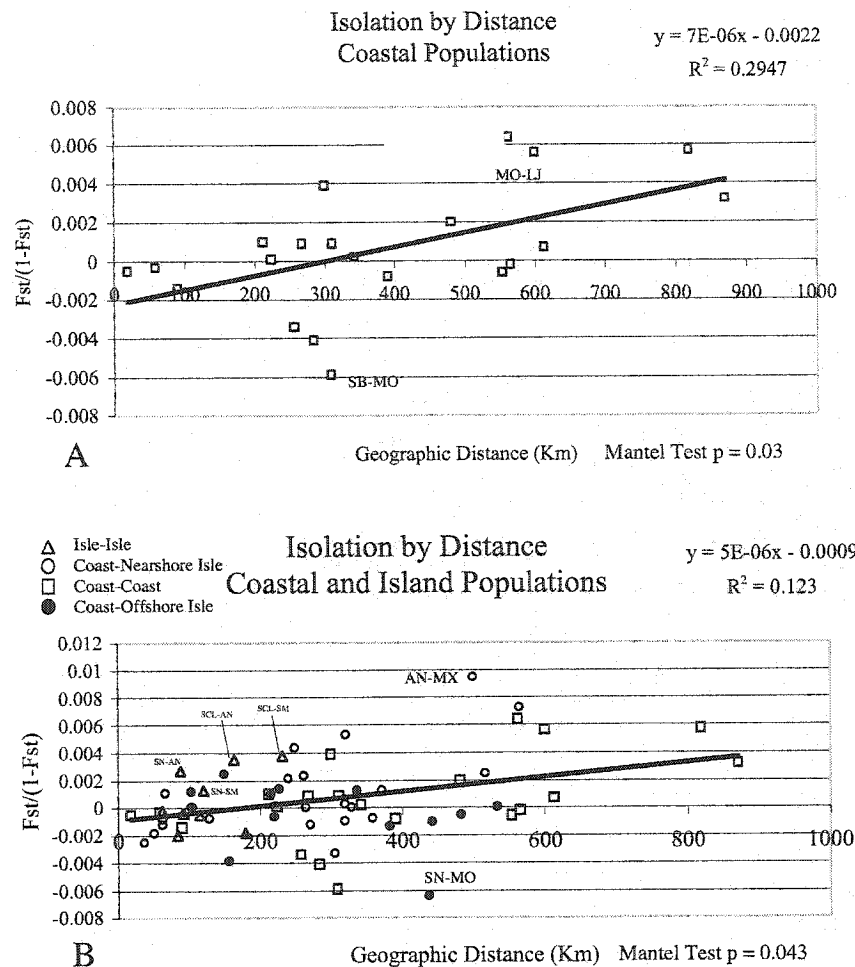 Isolation by Distance
Coastal Populations
y = 7E-06x - 0.0022
R² = 0.2947
0.008
0.006
0.004
0.002
0
-0.002
-0.004
-0.006
-0.008
Fst/(1-Fst)
MO-LJ
SB-MO
0 100 200 300 400 500 600 700 800 900 1000
A
Geographic Distance (Km) Mantel Test p = 0.03
Isle-Isle
Coast-Nearshore Isle
Coast-Coast
Coast-Offshore Isle
Isolation by Distance
Coastal and Island Populations
y = 5E-06x - 0.0009
R² = 0.123
0.012
0.01
0.008
0.006
0.004
0.002
0
-0.002
-0.004
-0.006
-0.008
Fst/(1-Fst)
AN-MX
SCL-AN
SCL-SM
SN-AN
SN-SM
SN-MO
0 200 400 600 800 1000
B
Geographic Distance (Km) Mantel Test p = 0.043